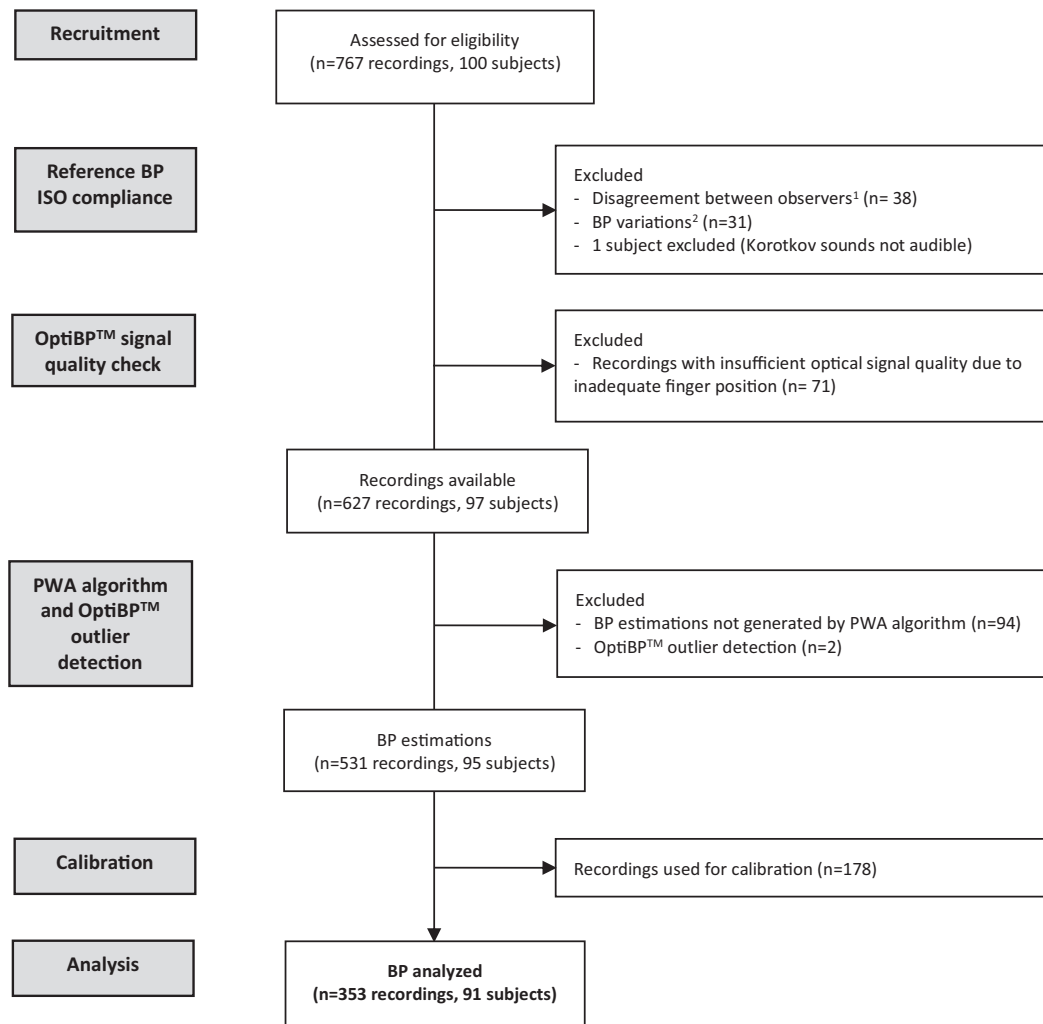 Recruitment
Assessed for eligibility
(n=767 recordings, 100 subjects)
Reference BP
ISO compliance
Excluded
- Disagreement between observers¹ (n= 38)
- BP variations² (n=31)
- 1 subject excluded (Korotkov sounds not audible)
OptiBP™ signal
quality check
Excluded
- Recordings with insufficient optical signal quality due to
inadequate finger position (n= 71)
Recordings available
(n=627 recordings, 97 subjects)
PWA algorithm
and OptiBP™
outlier
detection
Excluded
- BP estimations not generated by PWA algorithm (n=94)
- OptiBP™ outlier detection (n=2)
BP estimations
(n=531 recordings, 95 subjects)
Calibration
Recordings used for calibration (n=178)
Analysis
BP analyzed
(n=353 recordings, 91 subjects)